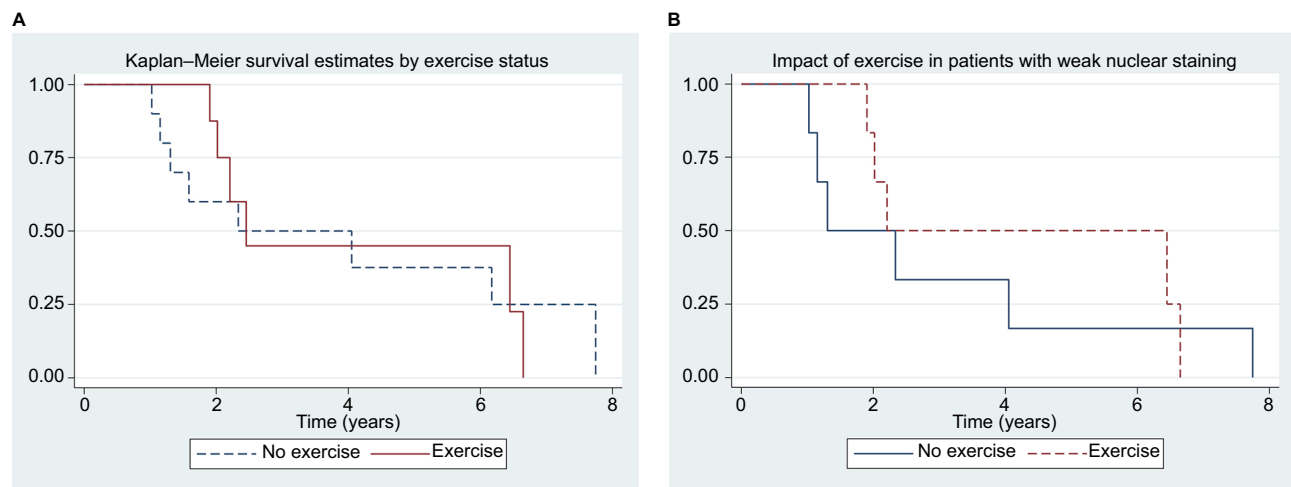 A
Kaplan–Meier survival estimates by exercise status
1.00
0.75
0.50
0.25
0.00
0 2 4 6 8
Time (years)
No exercise Exercise
B
Impact of exercise in patients with weak nuclear staining
1.00
0.75
0.50
0.25
0.00
0 2 4 6 8
Time (years)
No exercise Exercise